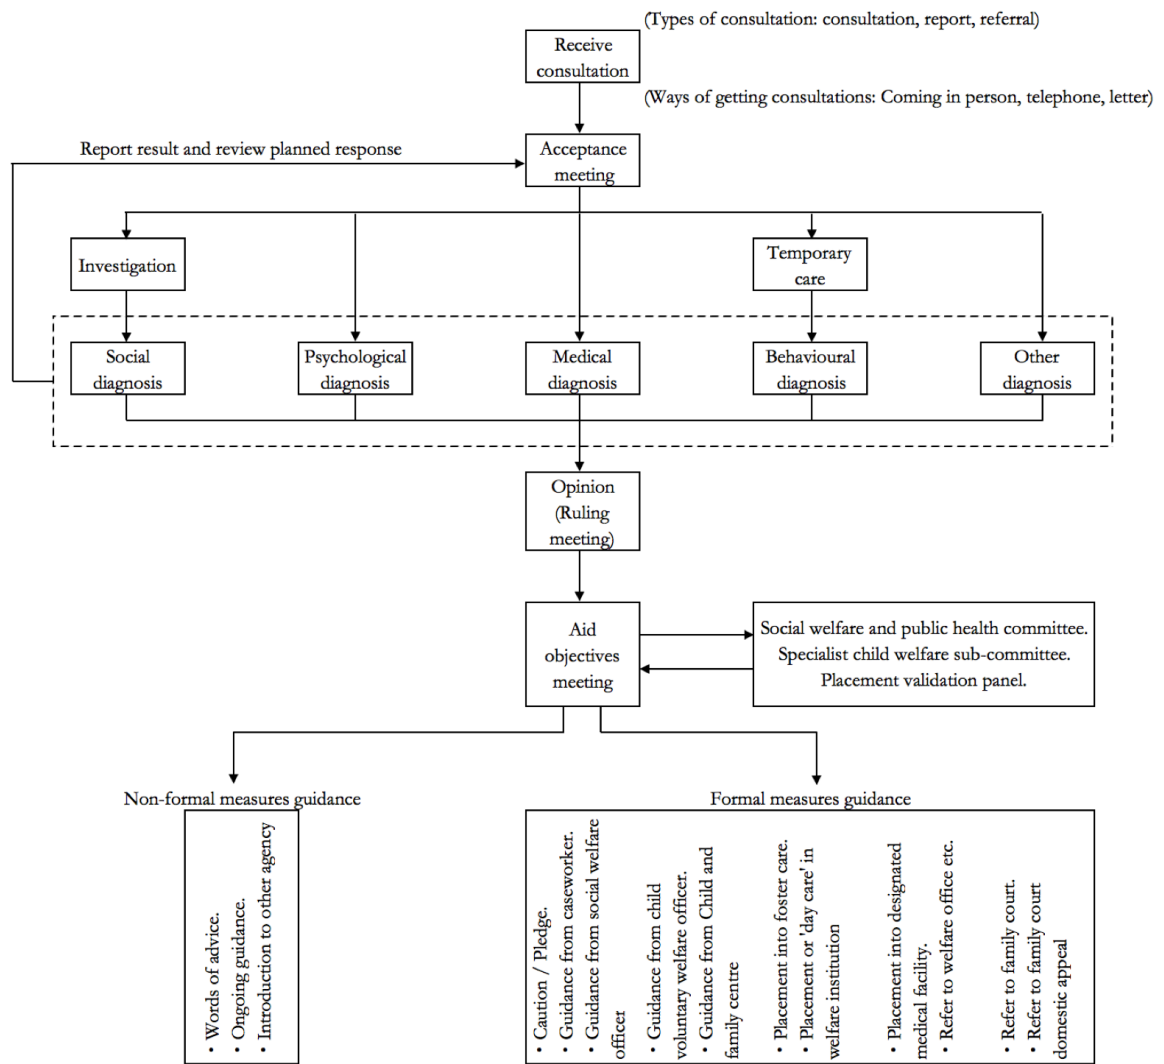 (Types of consultation: consultation, report, referral)
Receive
consultation
(Ways of getting consultations: Coming in person, telephone, letter)
Report result and review planned response
Acceptance
meeting
Investigation
Temporary
care
Social
diagnosis
Psychological
diagnosis
Medical
diagnosis
Behavioural
diagnosis
Other
diagnosis
Opinion
(Ruling
meeting)
Aid
objectives
meeting
Social welfare and public health committee.
Specialist child welfare sub-committee.
Placement validation panel.
Non-formal measures guidance
• Words of advice.
• Ongoing guidance.
• Introduction to other agency
Formal measures guidance
• Caution / Pledge.
• Guidance from caseworker.
• Guidance from social welfare
officer
• Guidance from child
voluntary welfare officer.
• Guidance from Child and
family centre
• Placement into foster care.
• Placement or 'day care' in
welfare institution
• Placement into designated
medical facility.
• Refer to welfare office etc.
• Refer to family court.
• Refer to family court
domestic appeal